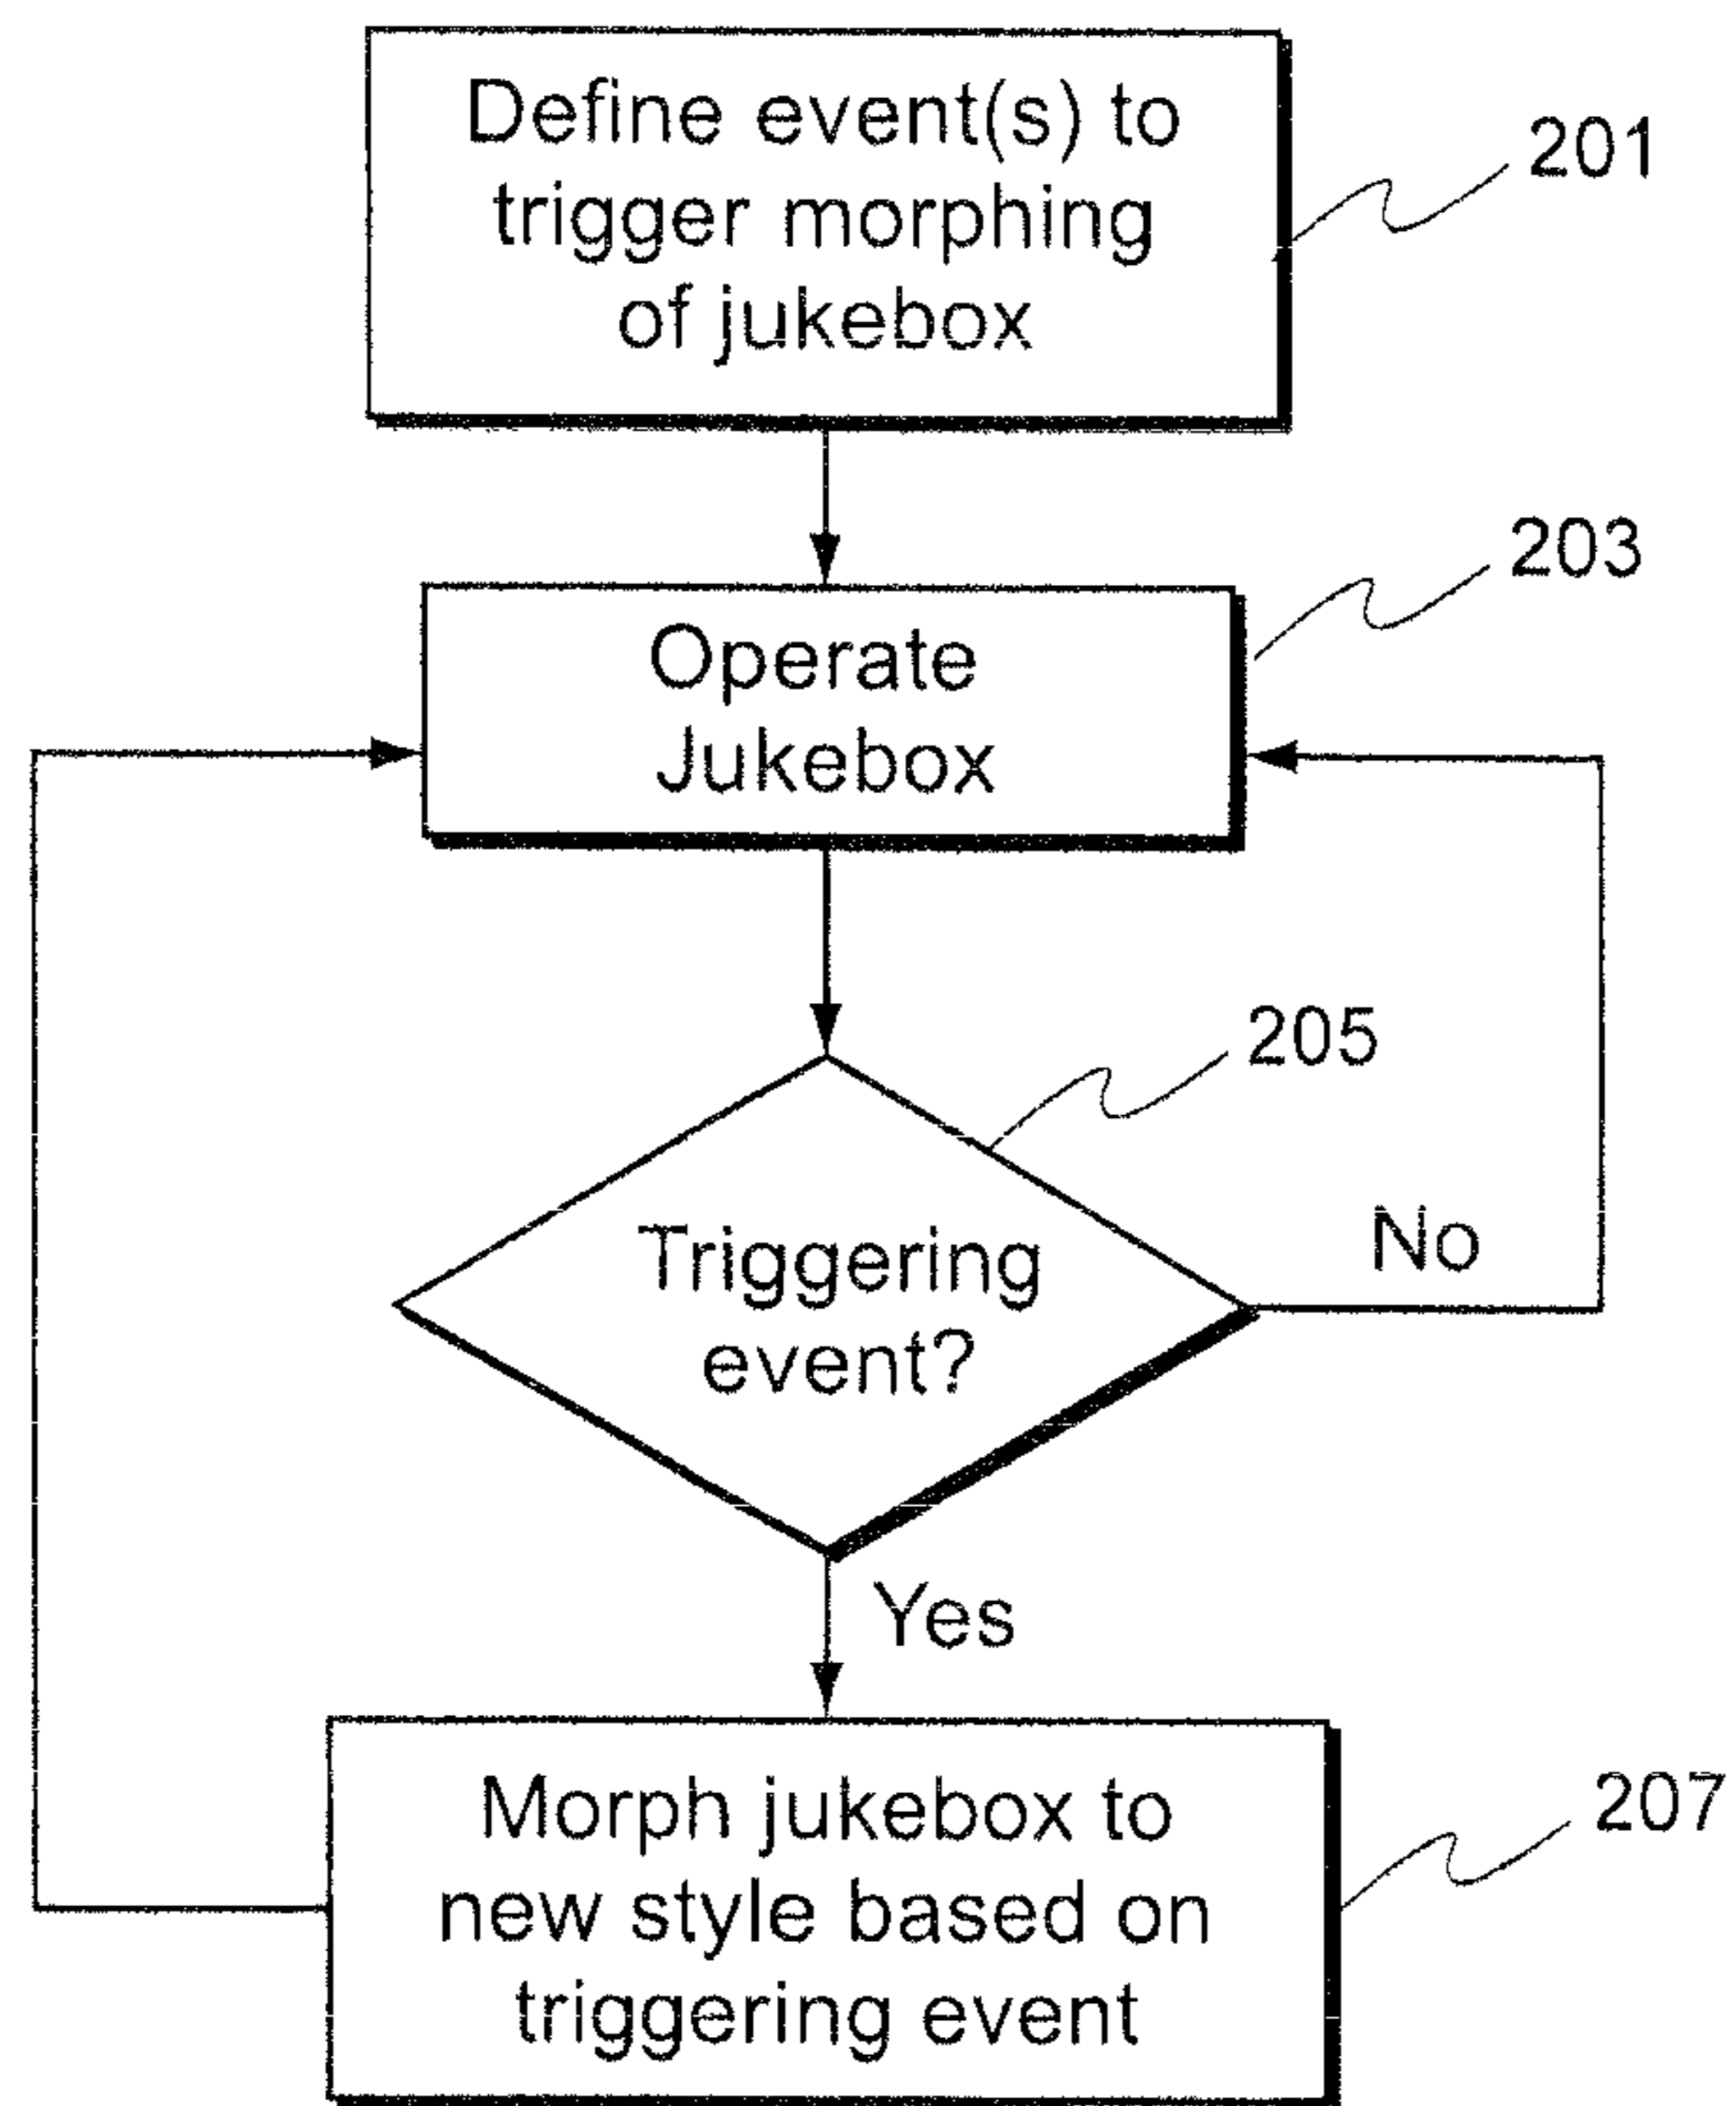 Define event(s) to
trigger morphing
of jukebox
201
Operate
Jukebox
203
Triggering
event?
205
No
Yes
Morph jukebox to
new style based on
triggering event
207